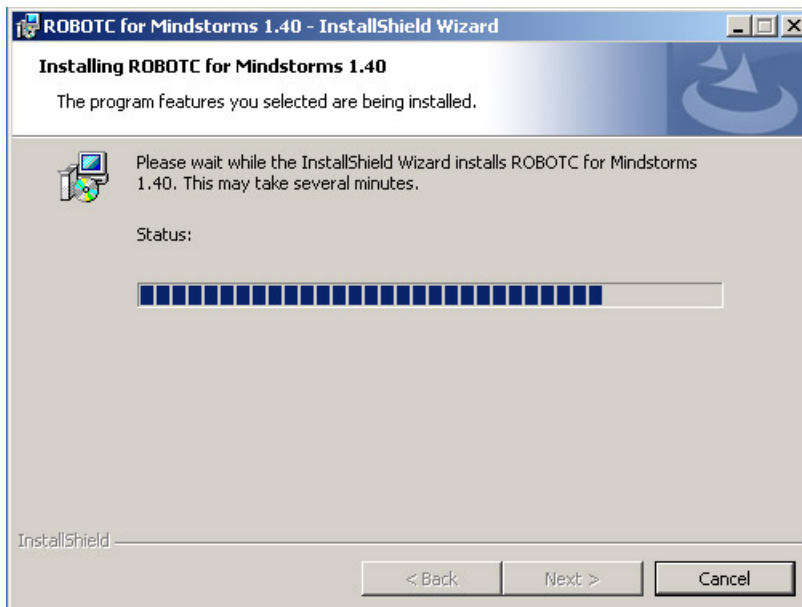 ROBOTC for Mindstorms 1.40 - InstallShield Wizard
Installing ROBOTC for Mindstorms 1.40
The program features you selected are being installed.
Please wait while the InstallShield Wizard installs ROBOTC for Mindstorms
1.40. This may take several minutes.
Status:
InstallShield
< Back
Next >
Cancel